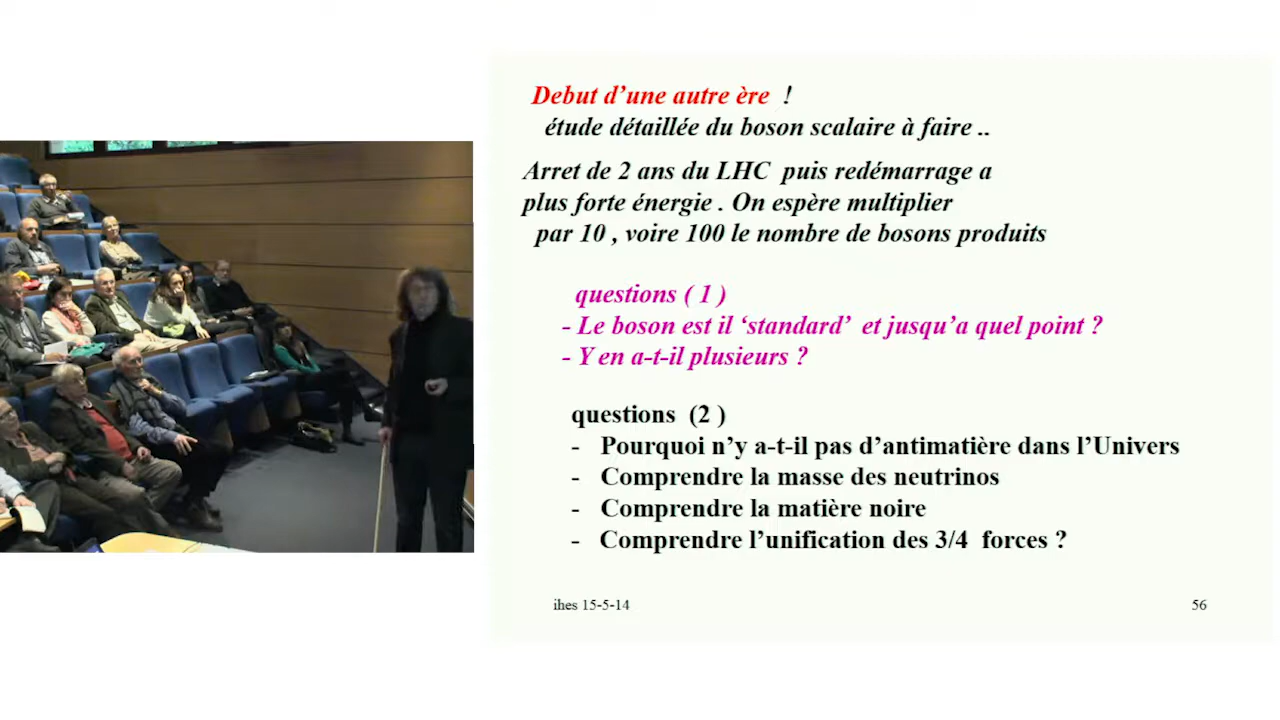 Debut d’une autre ère !
étude détaillée du boson scalaire à faire ..
Arret de 2 ans du LHC puis redémarrage a
plus forte énergie . On espère multiplier
par 10 , voire 100 le nombre de bosons produits
questions ( 1 )
- Le boson est il ‘standard’ et jusqu’a quel point ?
- Y en a-t-il plusieurs ?
questions (2 )
- Pourquoi n’y a-t-il pas d’antimatière dans l’Univers
- Comprendre la masse des neutrinos
- Comprendre la matière noire
- Comprendre l’unification des 3/4 forces ?
ihes 15-5-14
56